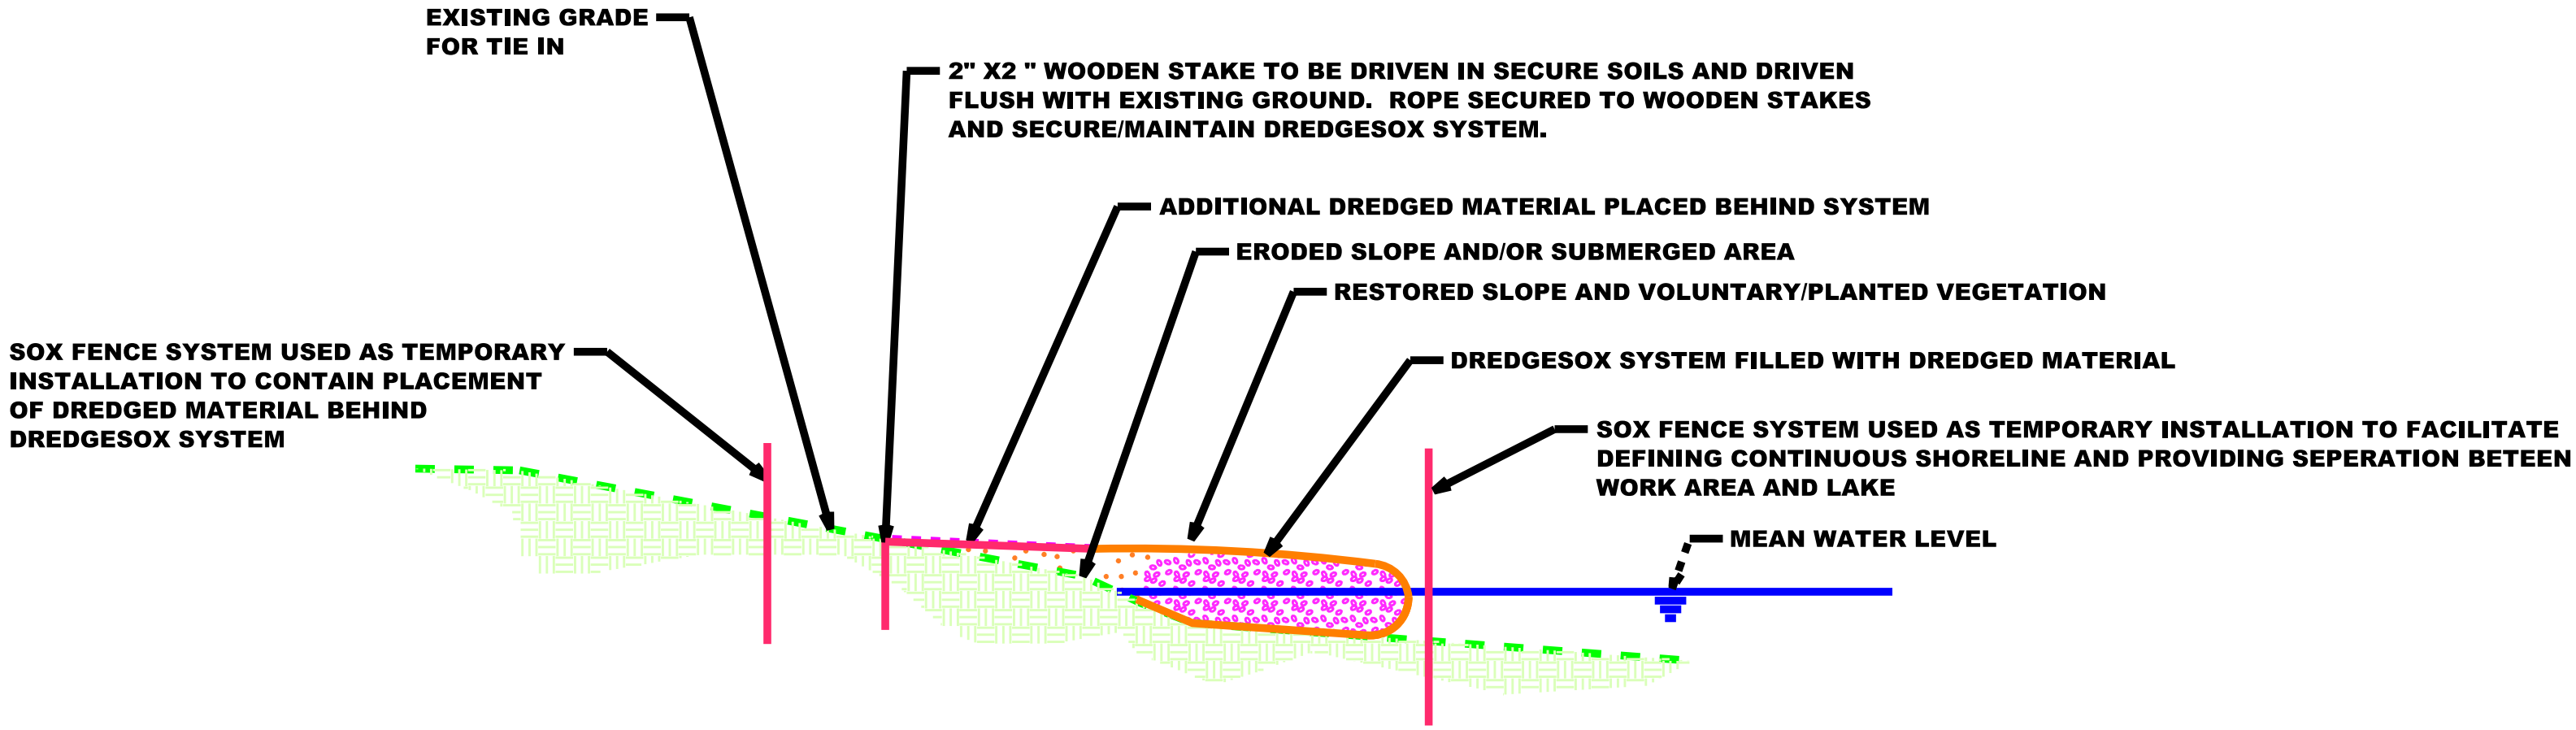 EXISTING GRADE
FOR TIE IN
2" X2 " WOODEN STAKE TO BE DRIVEN IN SECURE SOILS AND DRIVEN
FLUSH WITH EXISTING GROUND.  ROPE SECURED TO WOODEN STAKES
AND SECURE/MAINTAIN DREDGESOX SYSTEM.
ADDITIONAL DREDGED MATERIAL PLACED BEHIND SYSTEM
ERODED SLOPE AND/OR SUBMERGED AREA
RESTORED SLOPE AND VOLUNTARY/PLANTED VEGETATION
SOX FENCE SYSTEM USED AS TEMPORARY
INSTALLATION TO CONTAIN PLACEMENT
OF DREDGED MATERIAL BEHIND
DREDGESOX SYSTEM
DREDGESOX SYSTEM FILLED WITH DREDGED MATERIAL
SOX FENCE SYSTEM USED AS TEMPORARY INSTALLATION TO FACILITATE
DEFINING CONTINUOUS SHORELINE AND PROVIDING SEPERATION BETEEN
WORK AREA AND LAKE
MEAN WATER LEVEL